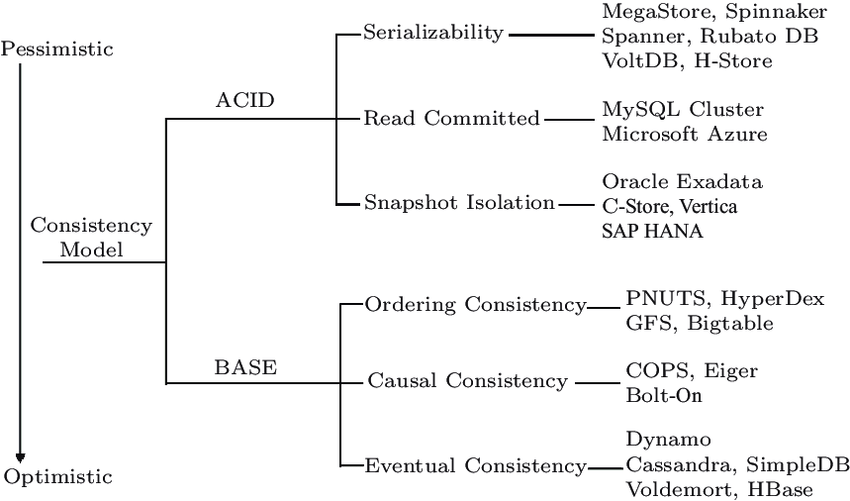 Pessimistic
ACID
Serializability
MegaStore, Spinnaker
Spanner, Rubato DB
VoltDB, H-Store
Read Committed
MySQL Cluster
Microsoft Azure
Snapshot Isolation
Oracle Exadata
C-Store, Vertica
SAP HANA
Consistency
Model
BASE
Ordering Consistency
PNUTS, HyperDex
GFS, Bigtable
Causal Consistency
COPS, Eiger
Bolt-On
Eventual Consistency
Dynamo
Cassandra, SimpleDB
Voldemort, HBase
Optimistic